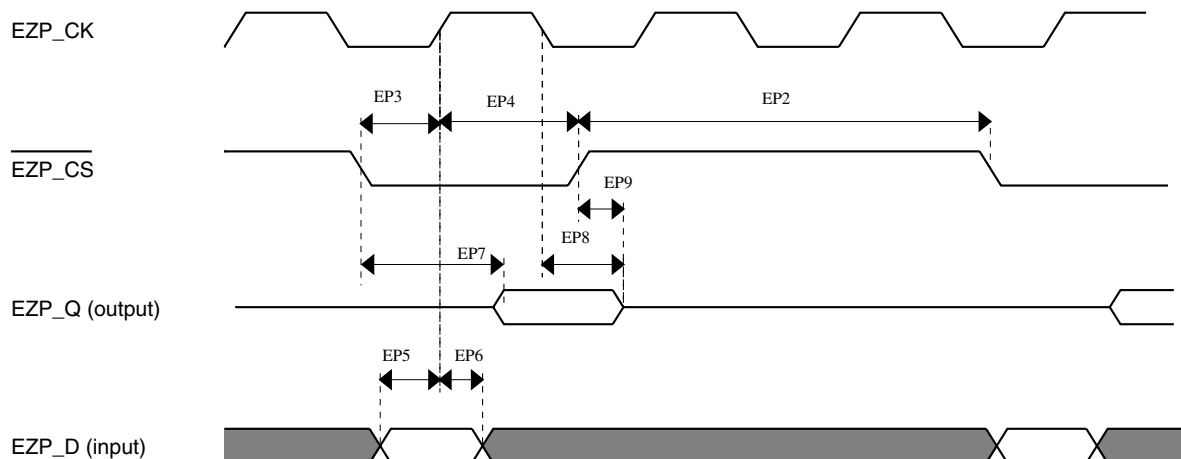 EZP_CK
EP3
EP4
EP2
EZP_CS
EP9
EP8
EP7
EZP_Q (output)
EP5
EP6
EZP_D (input)